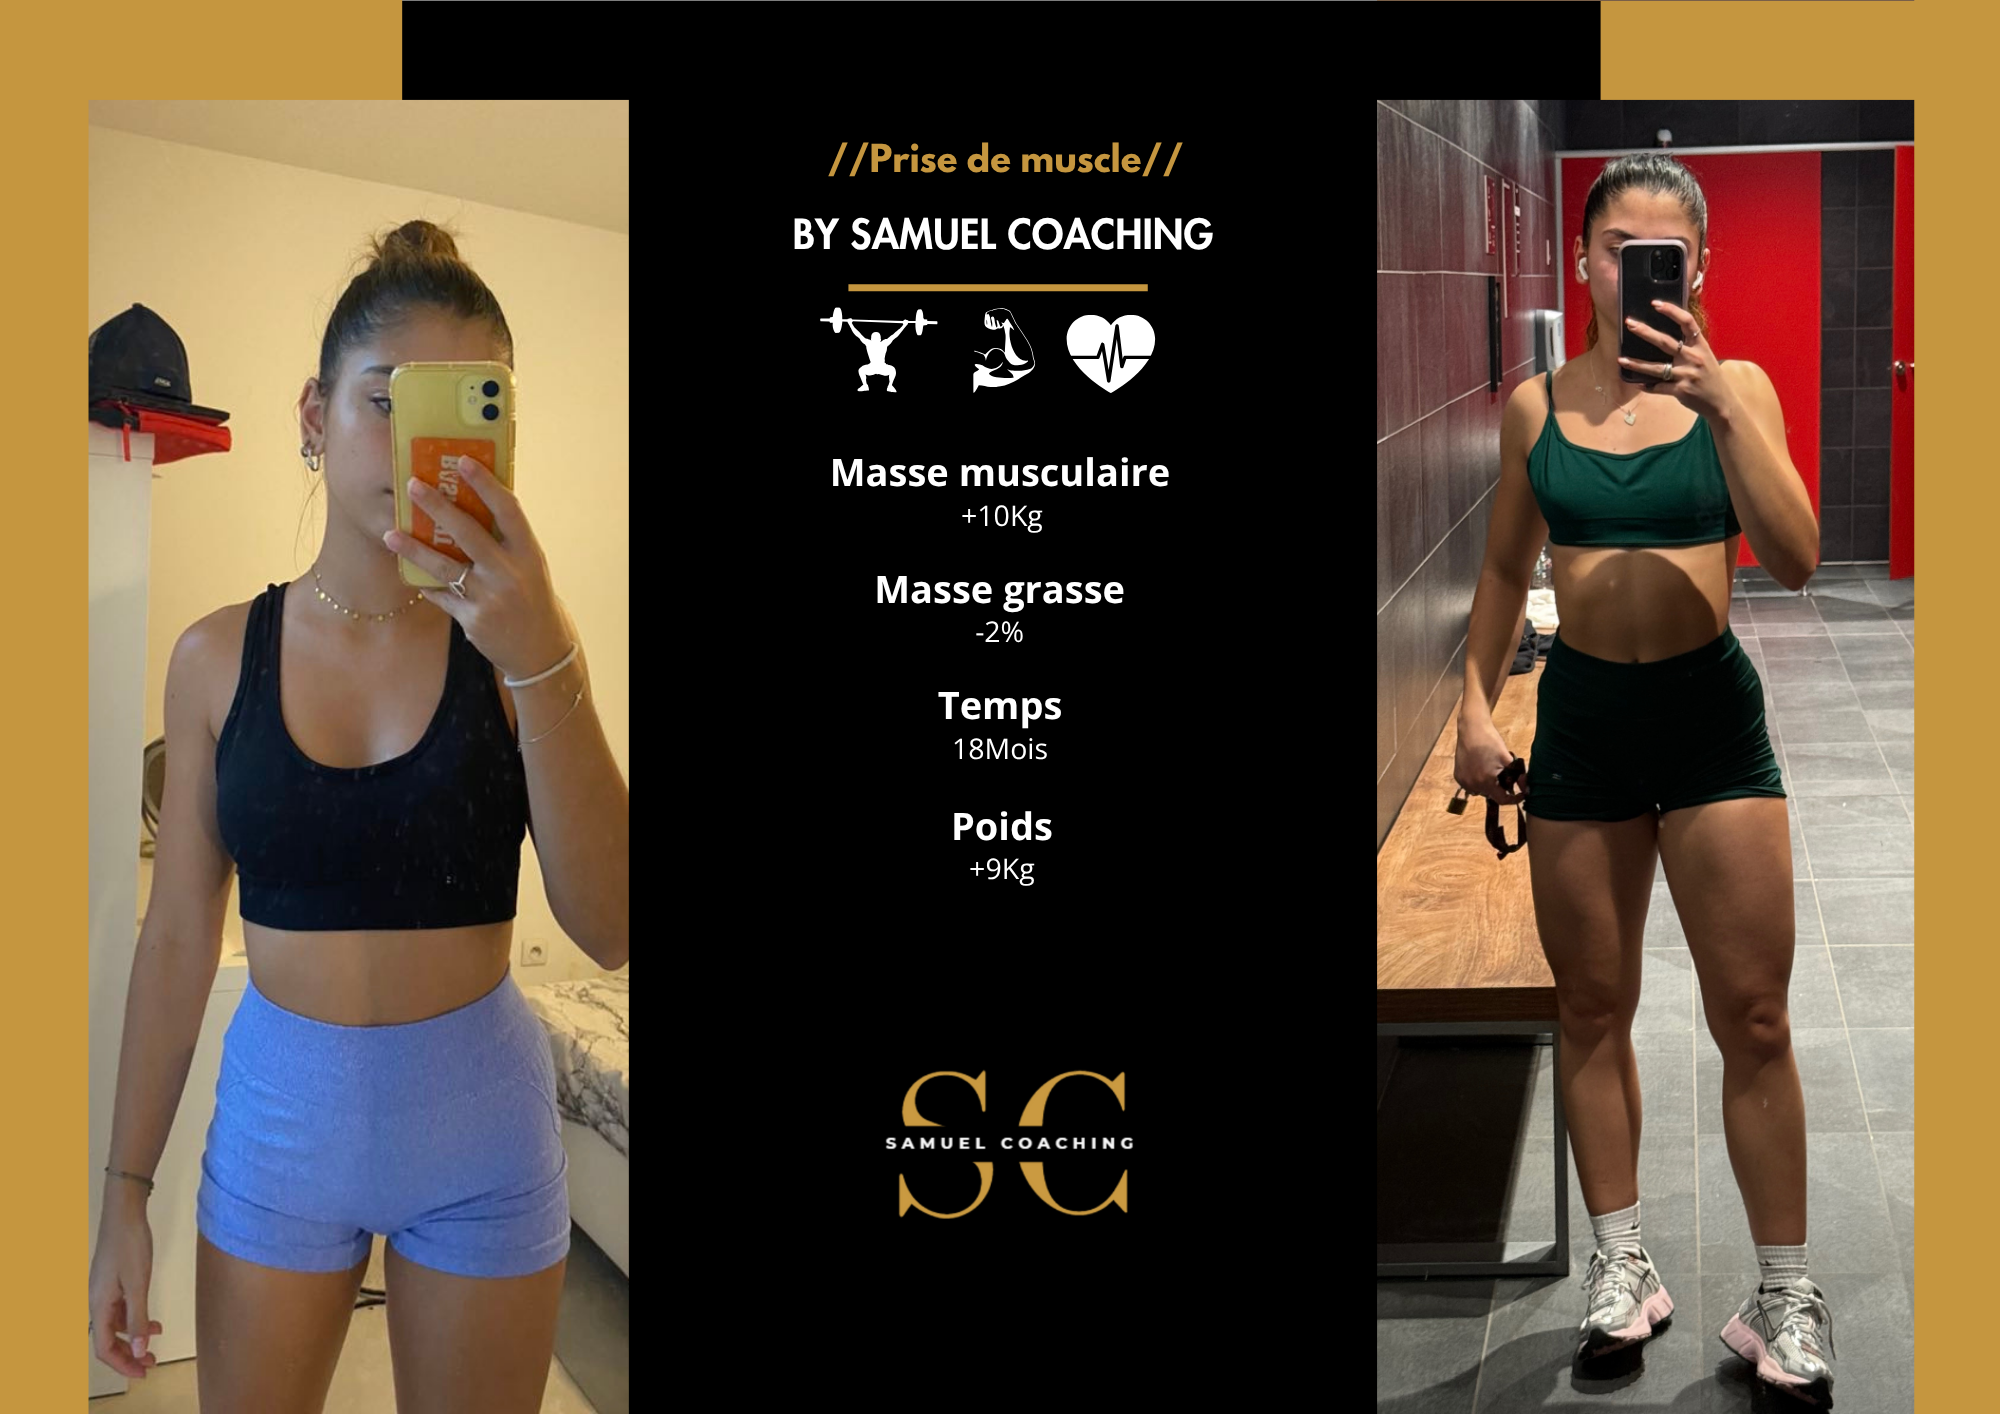 //Prise de muscle//
BY SAMUEL COACHING
Masse musculaire
+10Kg
Masse grasse
-2%
Temps
18Mois
Poids
+9Kg
SC
SAMUEL COACHING